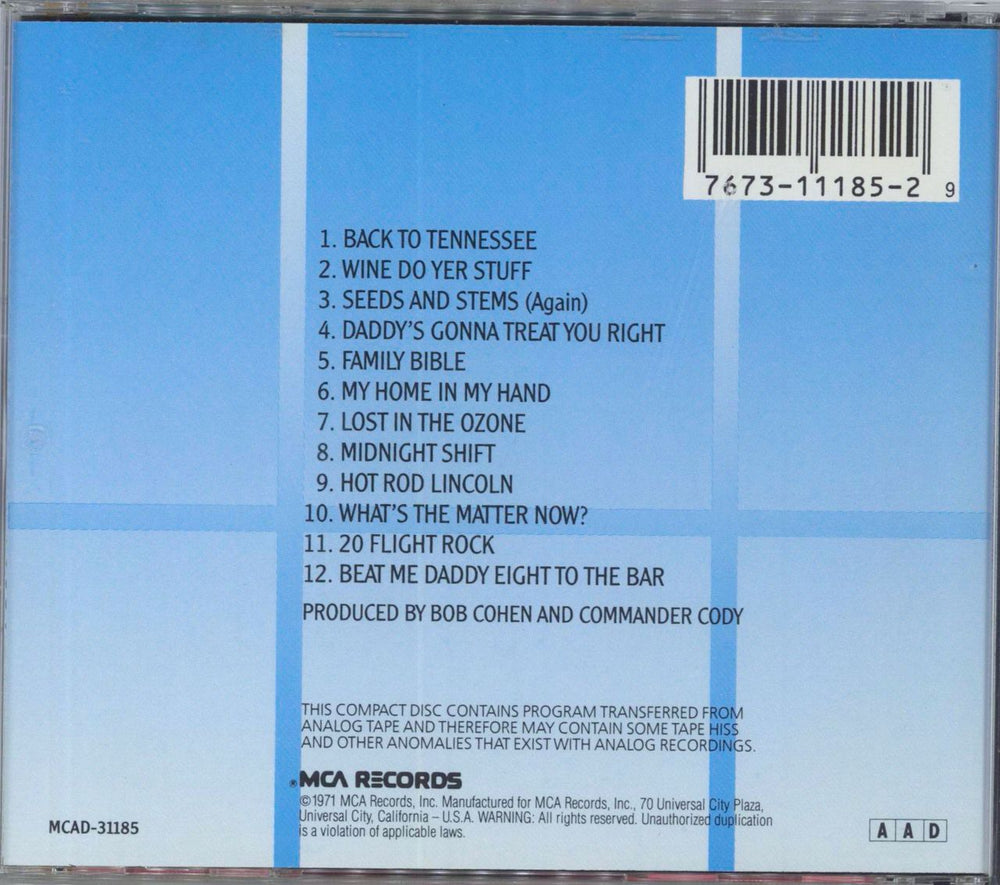 7673-11185-2 9
1. BACK TO TENNESSEE
2. WINE DO YER STUFF
3. SEEDS AND STEMS (Again)
4. DADDY'S GONNA TREAT YOU RIGHT
5. FAMILY BIBLE
6. MY HOME IN MY HAND
7. LOST IN THE OZONE
8. MIDNIGHT SHIFT
9. HOT ROD LINCOLN
10. WHAT'S THE MATTER NOW?
11. 20 FLIGHT ROCK
12. BEAT ME DADDY EIGHT TO THE BAR
PRODUCED BY BOB COHEN AND COMMANDER CODY
THIS COMPACT DISC CONTAINS PROGRAM TRANSFERRED FROM
ANALOG TAPE AND THEREFORE MAY CONTAIN SOME TAPE HISS
AND OTHER ANOMALIES THAT EXIST WITH ANALOG RECORDINGS.
®MCA RECORDS
©1971 MCA Records, Inc. Manufactured for MCA Records, Inc., 70 Universal City Plaza,
Universal City, California – U.S.A. WARNING: All rights reserved. Unauthorized duplication
is a violation of applicable laws.
MCAD-31185
A A D